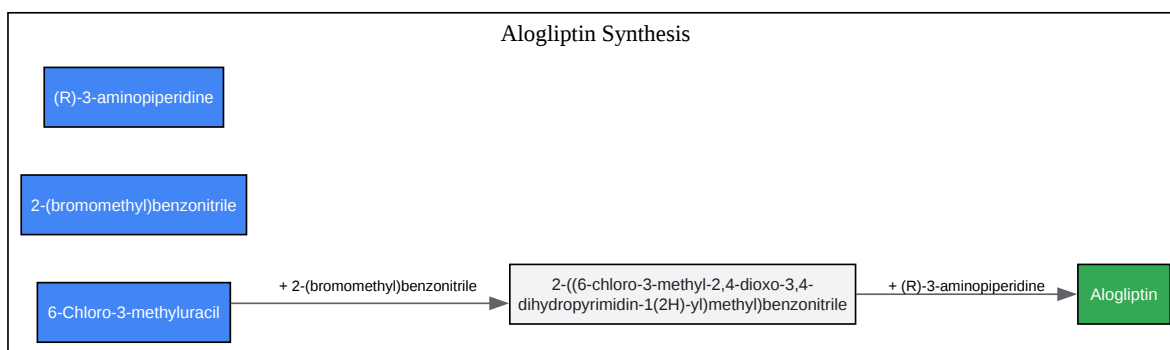 Alogliptin Synthesis
(R)-3-aminopiperidine
2-(bromomethyl)benzonitrile
6-Chloro-3-methyluracil
+ 2-(bromomethyl)benzonitrile
2-((6-chloro-3-methyl-2,4-dioxo-3,4-
dihydropyrimidin-1(2H)-yl)methyl)benzonitrile
+ (R)-3-aminopiperidine
Alogliptin